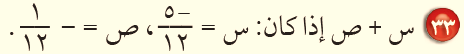 ٣٣ س + ص إذا كان: س = −٥/١٢ ، ص = − ١/١٢ .